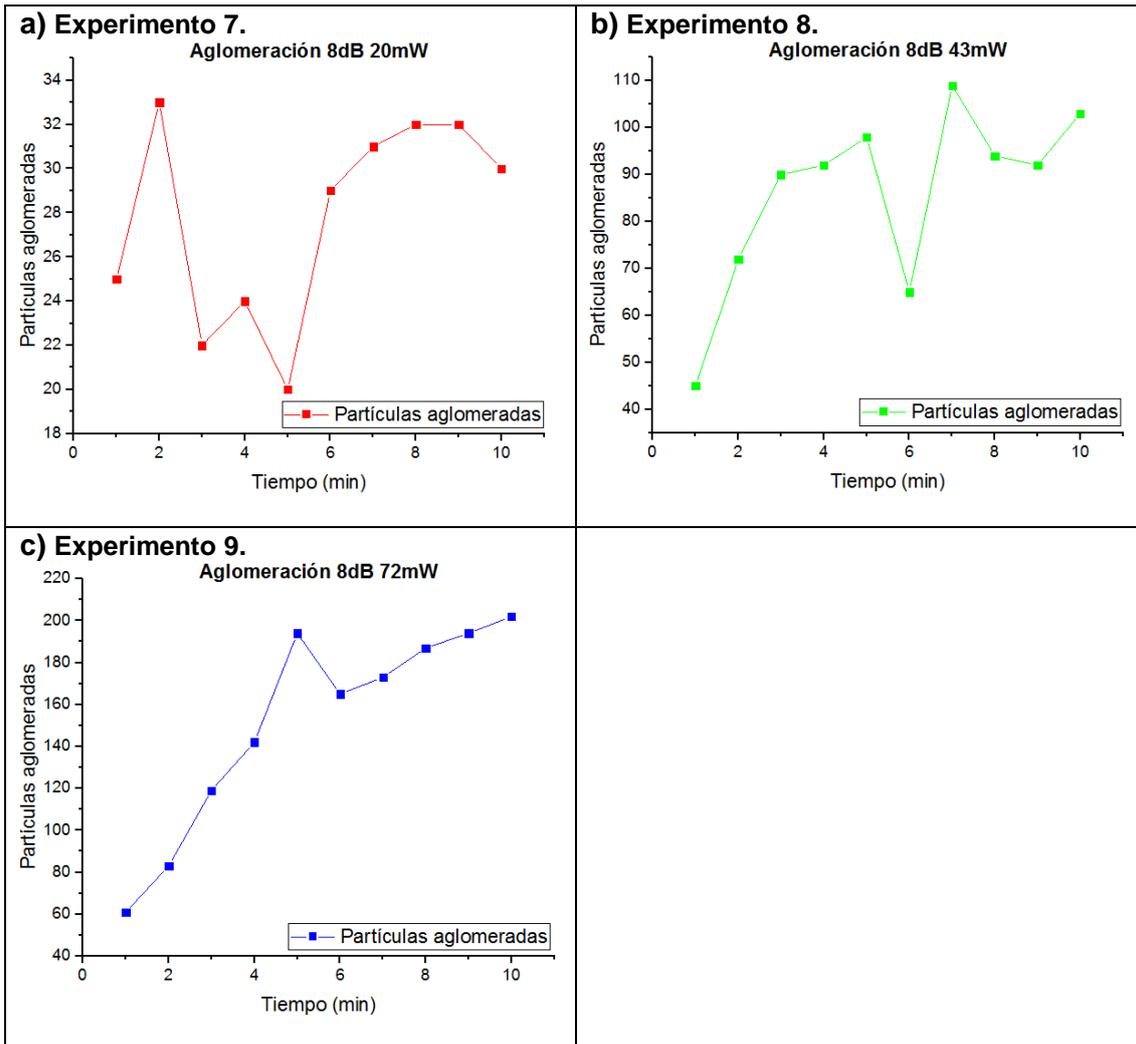 a) Experimento 7.
Aglomeración 8dB 20mW
34
32
30
28
26
24
22
20
18
Partículas aglomeradas
Partículas aglomeradas
0 2 4 6 8 10
Tiempo (min)
b) Experimento 8.
Aglomeración 8dB 43mW
110
100
90
80
70
60
50
40
Partículas aglomeradas
Partículas aglomeradas
0 2 4 6 8 10
Tiempo (min)
c) Experimento 9.
Aglomeración 8dB 72mW
220
200
180
160
140
120
100
80
60
40
Partículas aglomeradas
Partículas aglomeradas
0 2 4 6 8 10
Tiempo (min)